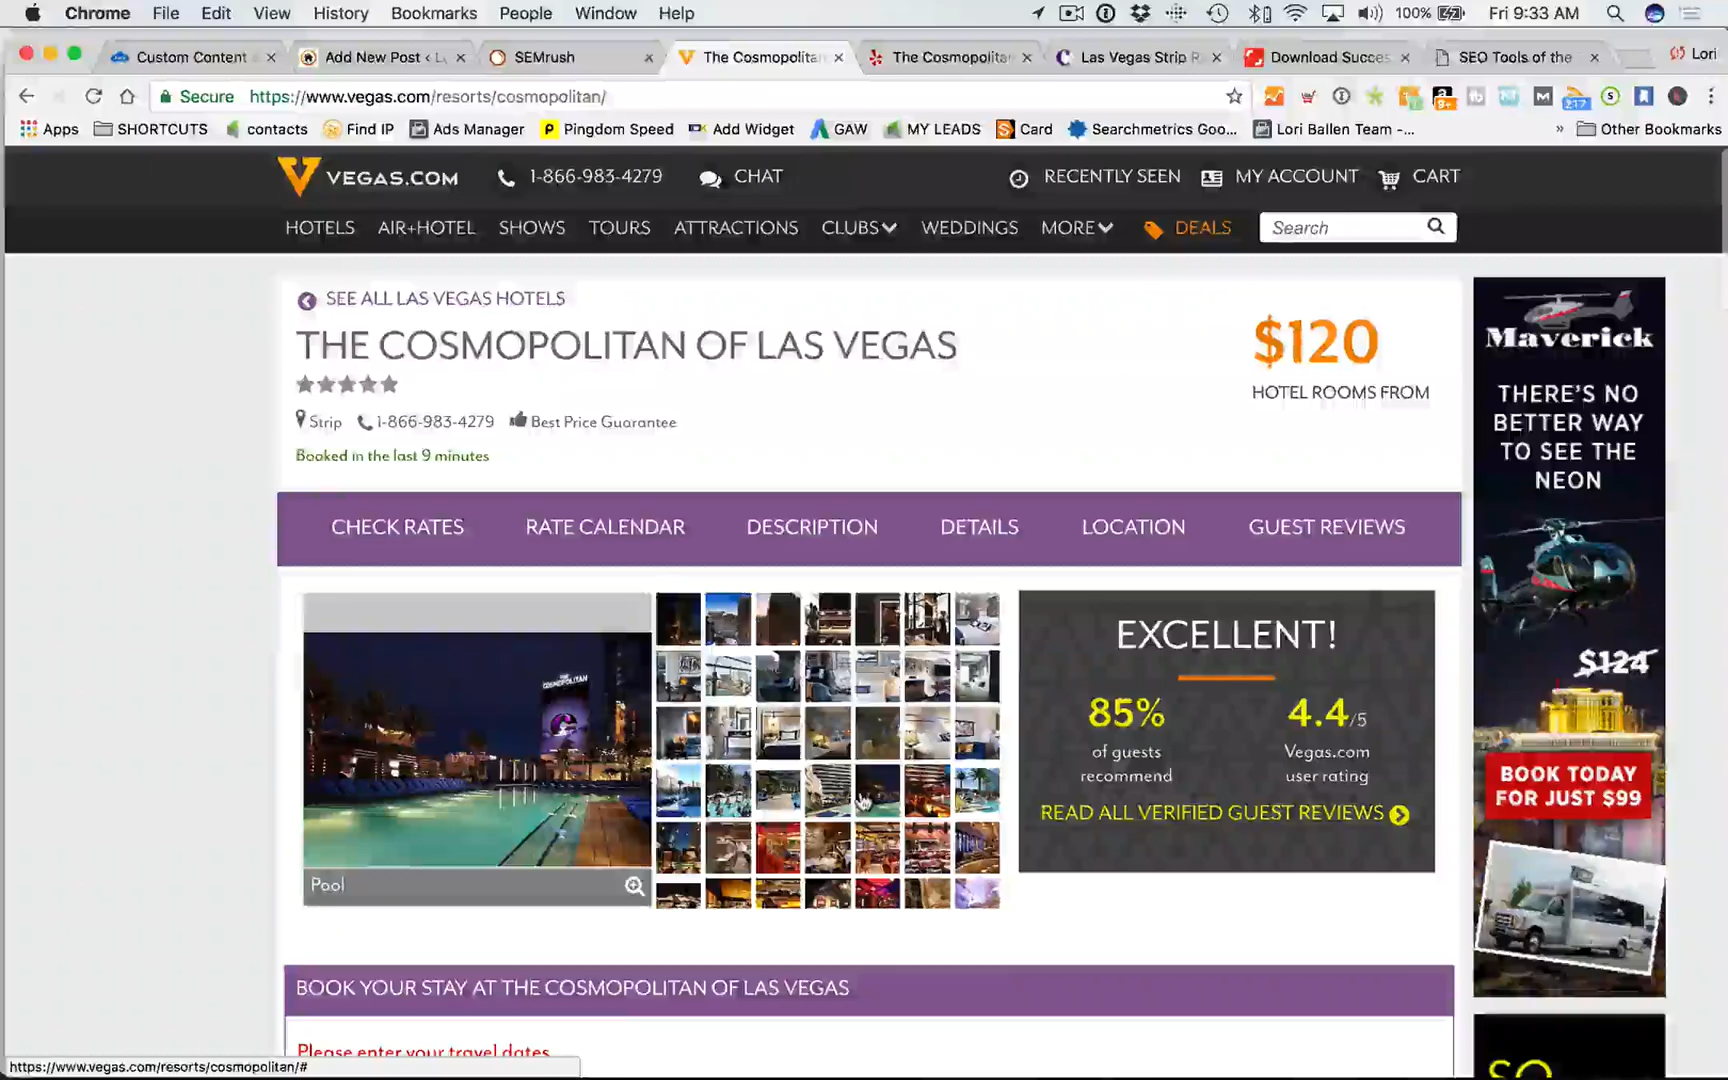 Chrome File Edit View History Bookmarks People Window Help 100% Fri 9:33 AM
Custom Content Add New Post ‹ L SEMrush The Cosmopolitan The Cosmopolitan Las Vegas Strip R Download Succes SEO Tools of the Lori
Secure https://www.vegas.com/resorts/cosmopolitan/
Apps SHORTCUTS contacts Find IP Ads Manager Pingdom Speed Add Widget GAW MY LEADS Card Searchmetrics Goo... Lori Ballen Team -... » Other Bookmarks
VEGAS.COM 1-866-983-4279 CHAT RECENTLY SEEN MY ACCOUNT CART
HOTELS AIR+HOTEL SHOWS TOURS ATTRACTIONS CLUBS WEDDINGS MORE DEALS Search
SEE ALL LAS VEGAS HOTELS
THE COSMOPOLITAN OF LAS VEGAS
$120
HOTEL ROOMS FROM
Strip 1-866-983-4279 Best Price Guarantee
Booked in the last 9 minutes
CHECK RATES RATE CALENDAR DESCRIPTION DETAILS LOCATION GUEST REVIEWS
THE
COSMOPOLITAN
Pool
EXCELLENT!
85% 4.4/5
of guests Vegas.com
recommend user rating
READ ALL VERIFIED GUEST REVIEWS
BOOK YOUR STAY AT THE COSMOPOLITAN OF LAS VEGAS
Please enter your travel dates
Maverick
THERE'S NO
BETTER WAY
TO SEE THE
NEON
$124
BOOK TODAY
FOR JUST $99
SO
https://www.vegas.com/resorts/cosmopolitan/#